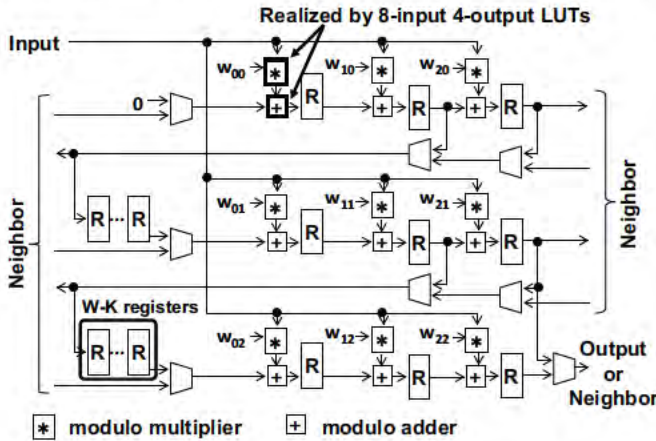 Realized by 8-input 4-output LUTs
Input
w00 * w10 * w20 *
0 + R + R + R
Neighbor
Neighbor
w01 * w11 * w21 *
R ... R + R + R + R
W-K registers
w02 * w12 * w22 *
R ... R + R + R + R
Output
or
Neighbor
* modulo multiplier + modulo adder